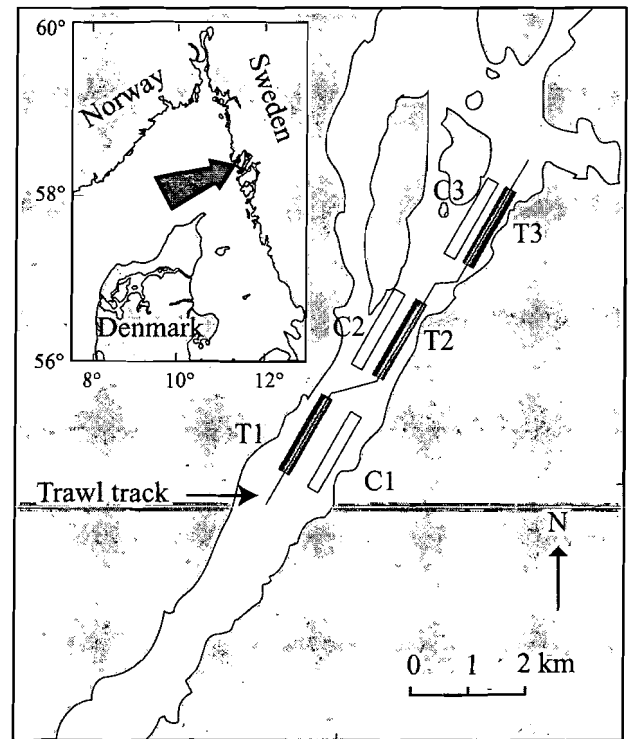 60°
Norway
Sweden
58°
Denmark
56°
8° 10° 12°
C3
T3
C2
T2
T1
C1
Trawl track
N
0 1 2 km